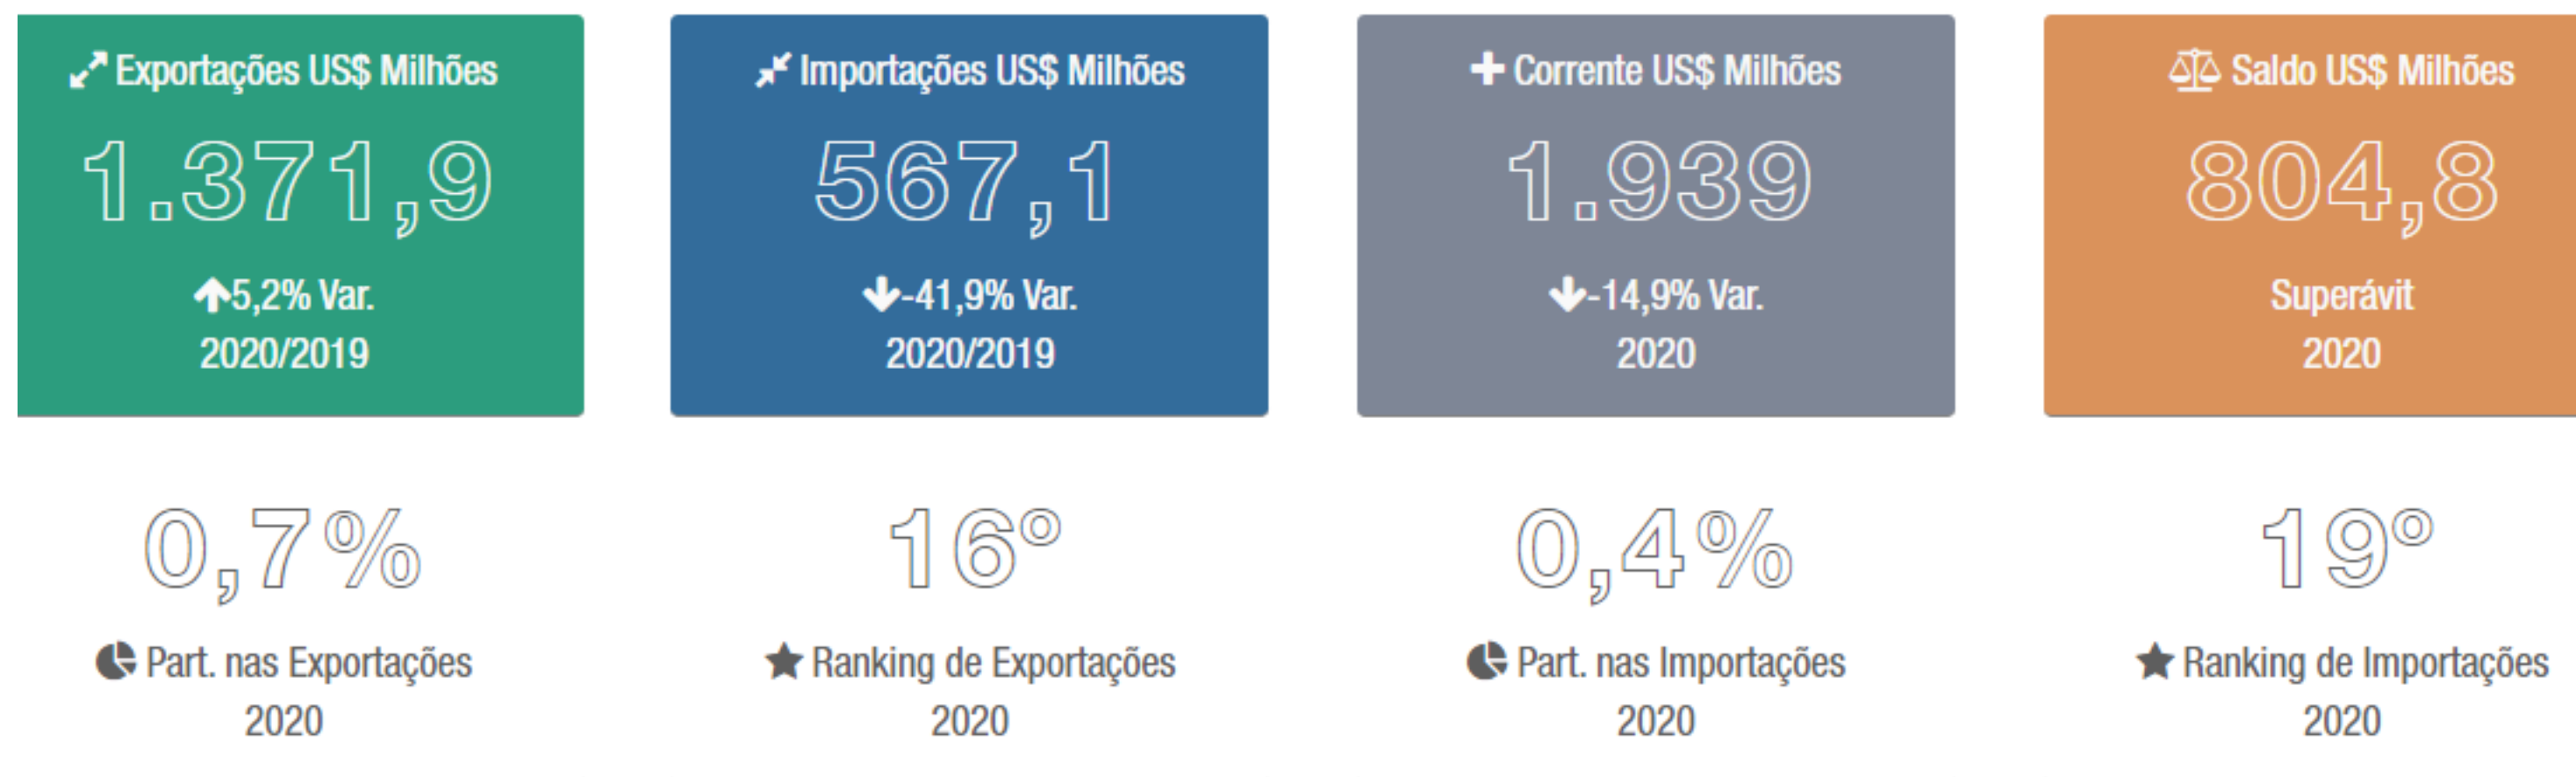 Exportações US$ Milhões
1.371,9
5,2% Var.
2020/2019
Importações US$ Milhões
567,1
-41,9% Var.
2020/2019
Corrente US$ Milhões
1.939
-14,9% Var.
2020
Saldo US$ Milhões
804,8
Superávit
2020
0,7%
Part. nas Exportações
2020
16º
Ranking de Exportações
2020
0,4%
Part. nas Importações
2020
19º
Ranking de Importações
2020